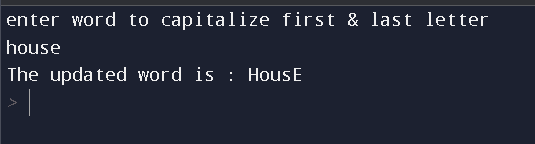 enter word to capitalize first & last letter
house
The updated word is : HousE
>